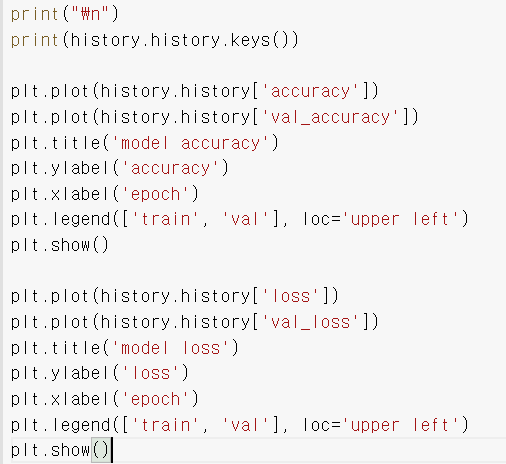 print("₩n")
print(history.history.keys())
plt.plot(history.history['accuracy'])
plt.plot(history.history['val_accuracy'])
plt.title('model accuracy')
plt.ylabel('accuracy')
plt.xlabel('epoch')
plt.legend(['train', 'val'], loc='upper left')
plt.show()
plt.plot(history.history['loss'])
plt.plot(history.history['val_loss'])
plt.title('model loss')
plt.ylabel('loss')
plt.xlabel('epoch')
plt.legend(['train', 'val'], loc='upper left')
plt.show()